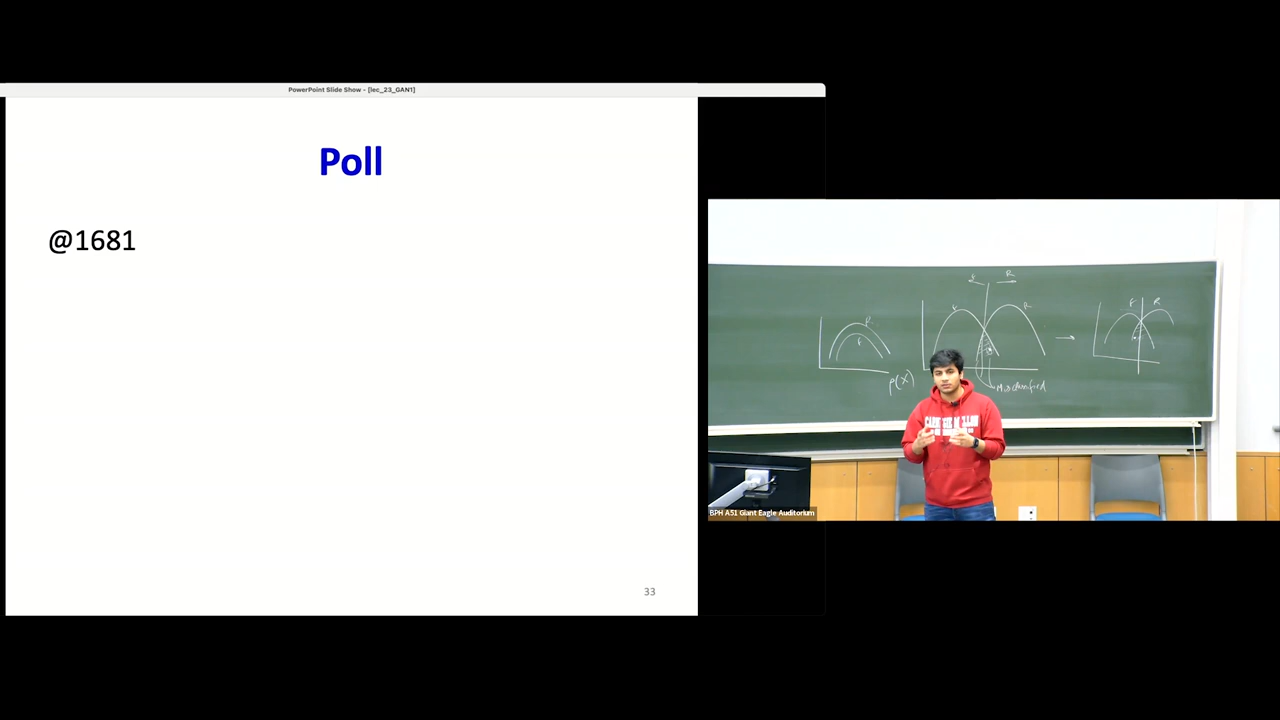 PowerPoint Slide Show - [lec_23_GAN1]
Poll
@1681
33
R
F
R
F
R
F
R
P(X)
Misclassified
BPH A51 Giant Eagle Auditorium